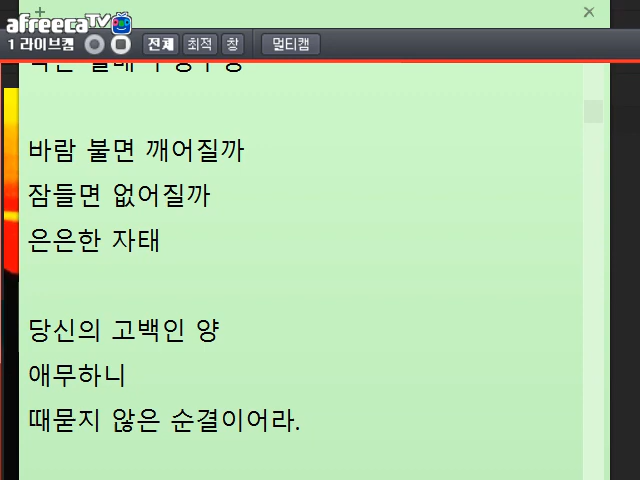 afreecaTV
1 라이브캠 전체 최적 창 멀티캠
바람 불면 깨어질까
잠들면 없어질까
은은한 자태
당신의 고백인 양
애무하니
때묻지 않은 순결이어라.